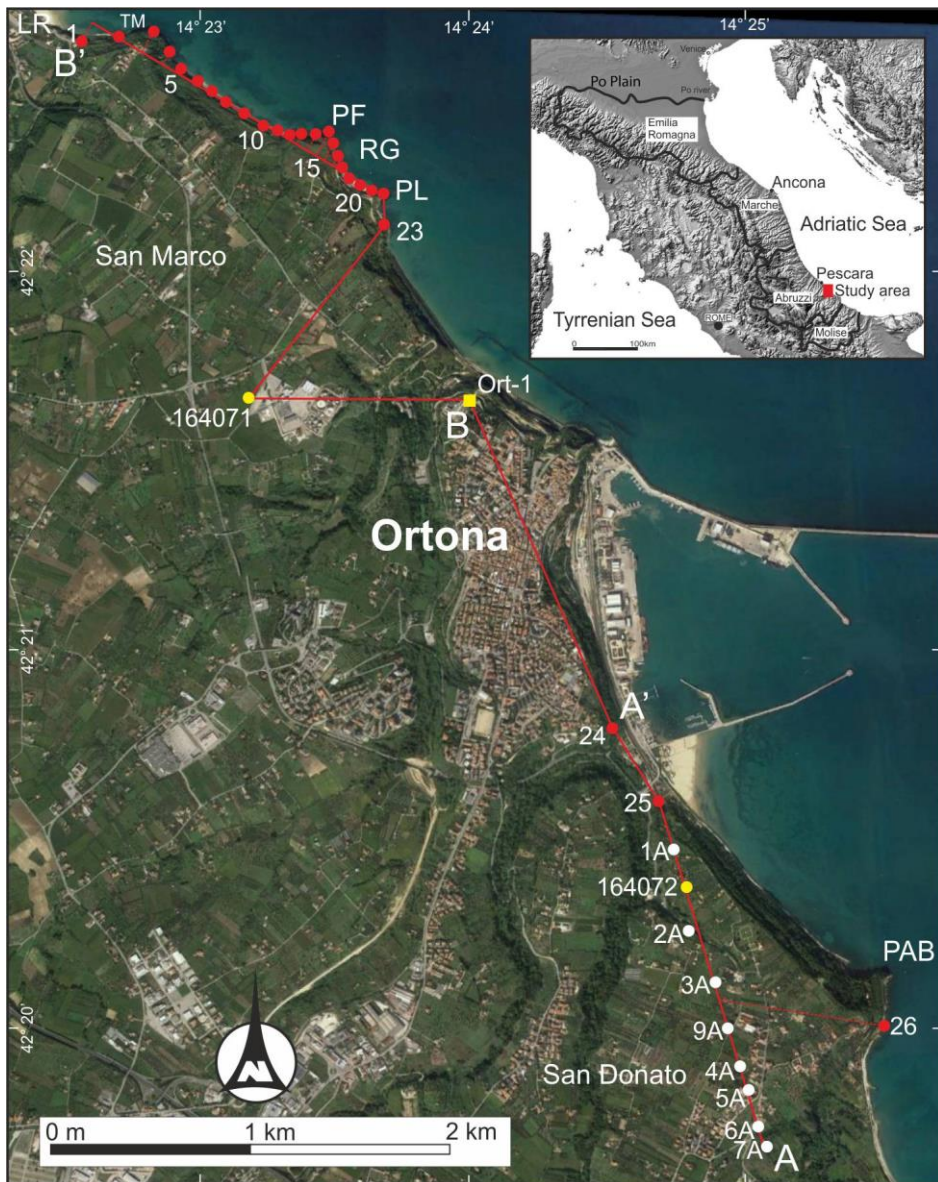 14° 23'
14° 24'
14° 25'
LR
1
TM
B'
5
10
PF
RG
15
20
PL
23
San Marco
42° 22'
164071
Ort-1
B
Ortona
42° 21'
24
A'
25
1A
164072
2A
PAB
3A
26
42° 20'
9A
San Donato
4A
5A
6A
7A
A
N
0 m
1 km
2 km
Venice
Po Plain
Po river
Emilia
Romagna
Ancona
Marche
Adriatic Sea
Pescara
Study area
Abruzzi
ROME
Molise
Tyrrenian Sea
0
100km